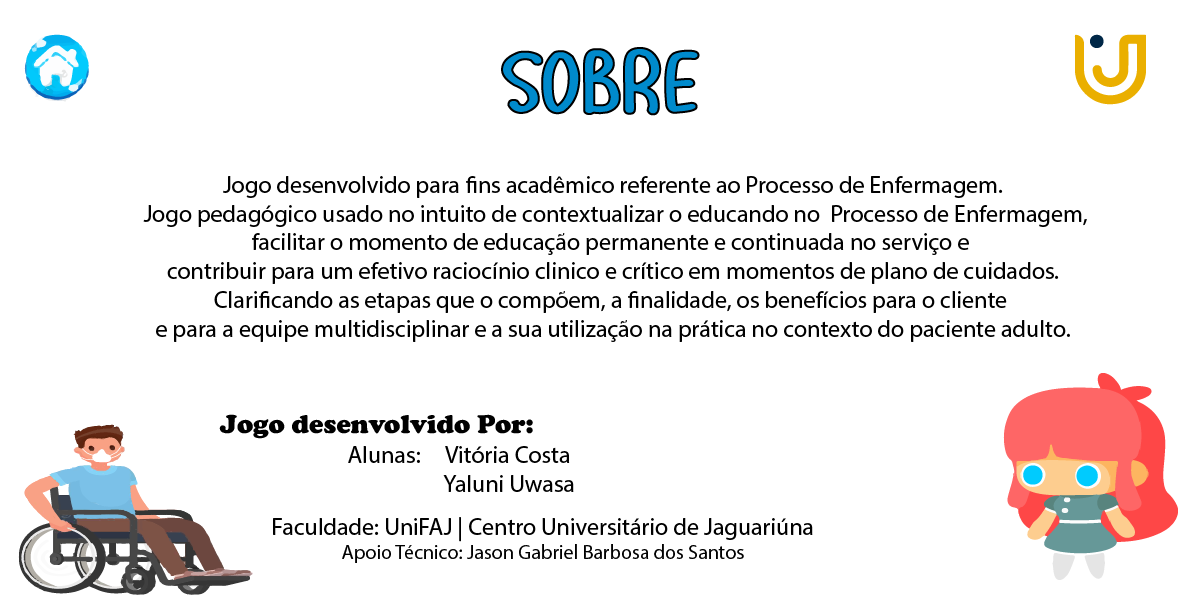 SOBRE
Jogo desenvolvido para fins acadêmico referente ao Processo de Enfermagem.
Jogo pedagógico usado no intuito de contextualizar o educando no  Processo de Enfermagem,
facilitar o momento de educação permanente e continuada no serviço e
contribuir para um efetivo raciocínio clinico e crítico em momentos de plano de cuidados.
Clarificando as etapas que o compõem, a finalidade, os benefícios para o cliente
e para a equipe multidisciplinar e a sua utilização na prática no contexto do paciente adulto.
Jogo desenvolvido Por:
Alunas: Vitória Costa
Yaluni Uwasa
Faculdade: UniFAJ | Centro Universitário de Jaguariúna
Apoio Técnico: Jason Gabriel Barbosa dos Santos